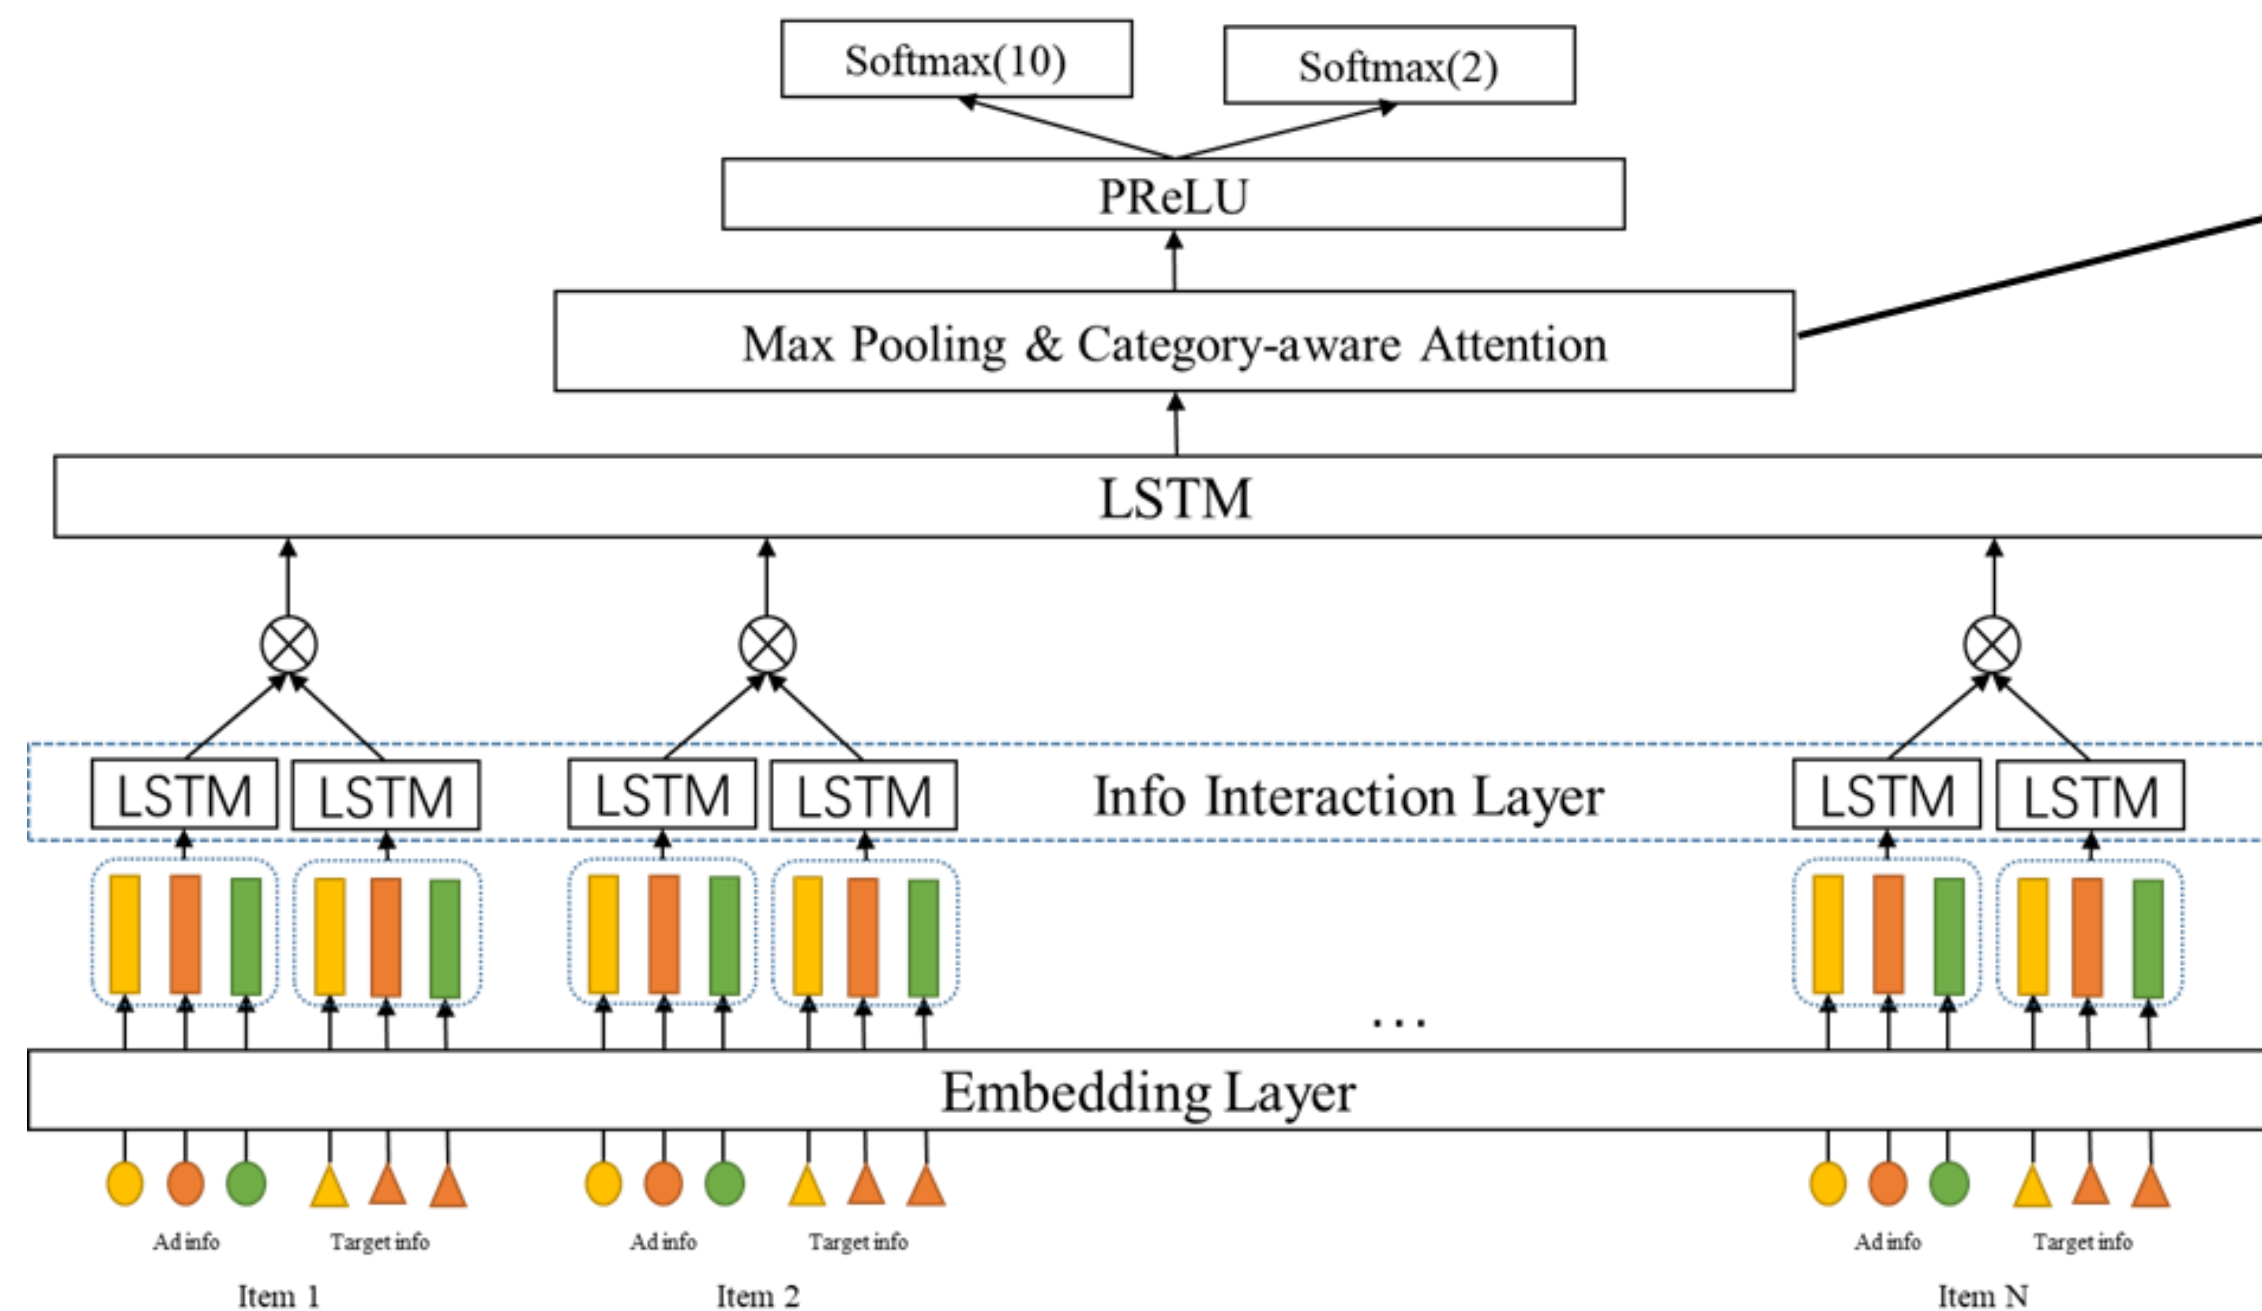 Softmax(10)
Softmax(2)
PReLU
Max Pooling & Category-aware Attention
LSTM
LSTM LSTM LSTM LSTM Info Interaction Layer LSTM LSTM
...
Embedding Layer
Ad info Target info Ad info Target info Ad info Target info
Item 1 Item 2 Item N